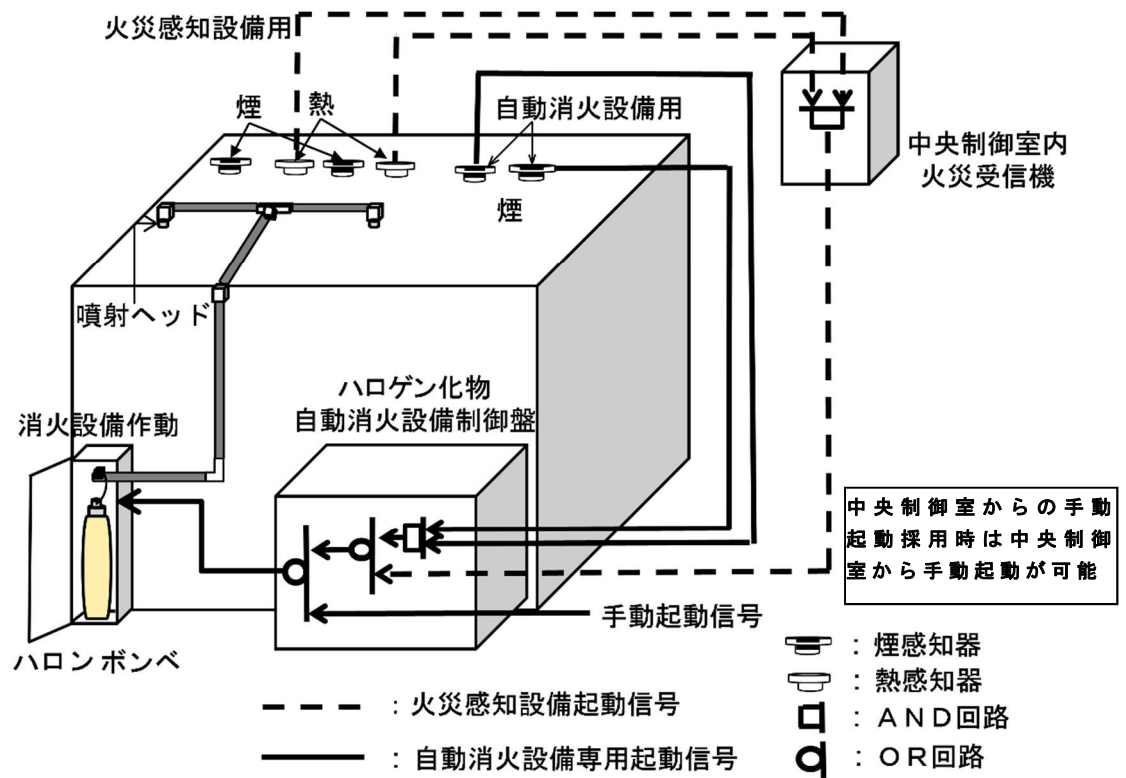 火災感知設備用
煙
熱
自動消火設備用
中央制御室内
火災受信機
煙
噴射ヘッド
ハロゲン化物
自動消火設備制御盤
消火設備作動
中央制御室からの手動
起動採用時は中央制御
室から手動起動が可能
手動起動信号
ハロンボンベ
:煙感知器
:熱感知器
:火災感知設備起動信号
:AND回路
:自動消火設備専用起動信号
:OR回路